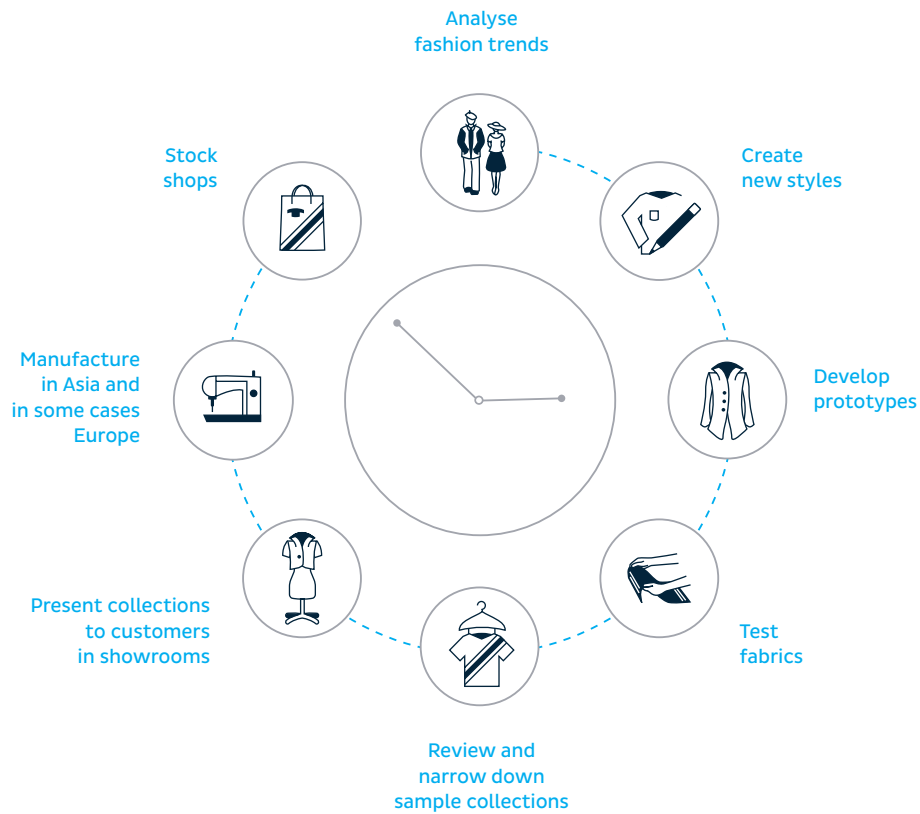 Analyse
fashion trends
Create
new styles
Develop
prototypes
Test
fabrics
Review and
narrow down
sample collections
Present collections
to customers
in showrooms
Manufacture
in Asia and
in some cases
Europe
Stock
shops